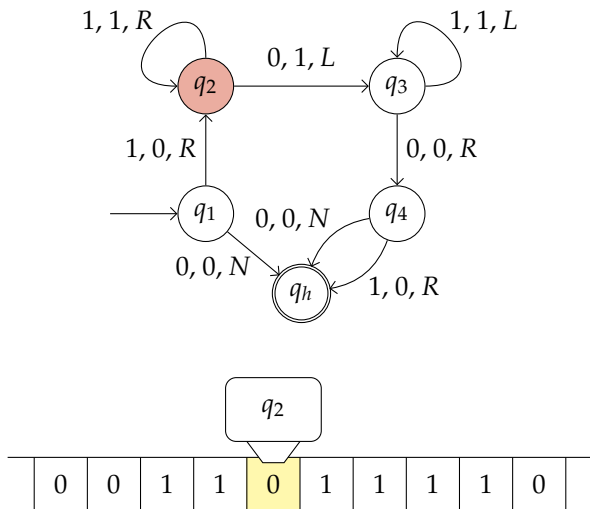 1, 1, R
1, 1, L
0, 1, L
q2
q3
1, 0, R
0, 0, R
q1
0, 0, N
q4
0, 0, N
qh
1, 0, R
q2
0 0 1 1 0 1 1 1 1 0